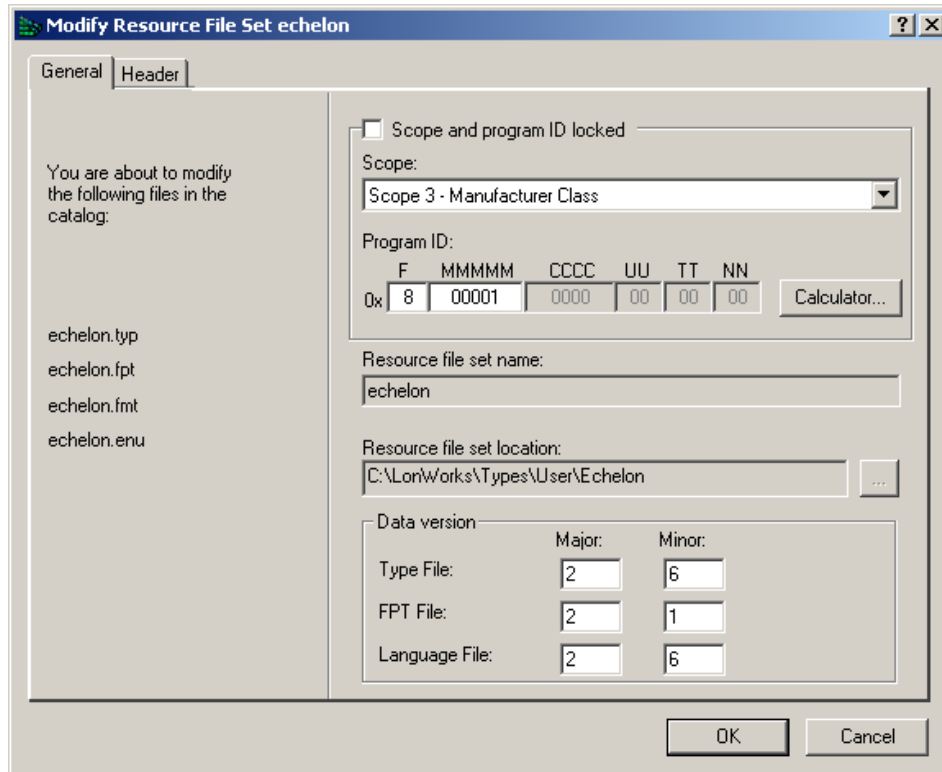 Modify Resource File Set echelon
General
Header
You are about to modify
the following files in the
catalog:
echelon.typ
echelon.fpt
echelon.fmt
echelon.enu
Scope and program ID locked
Scope:
Scope 3 - Manufacturer Class
Program ID:
F MMMMM CCCC UU TT NN
0x 8 00001 0000 00 00 00 Calculator...
Resource file set name:
echelon
Resource file set location:
C:\LonWorks\Types\User\Echelon ...
Data version
Major: Minor:
Type File: 2 6
FPT File: 2 1
Language File: 2 6
OK Cancel